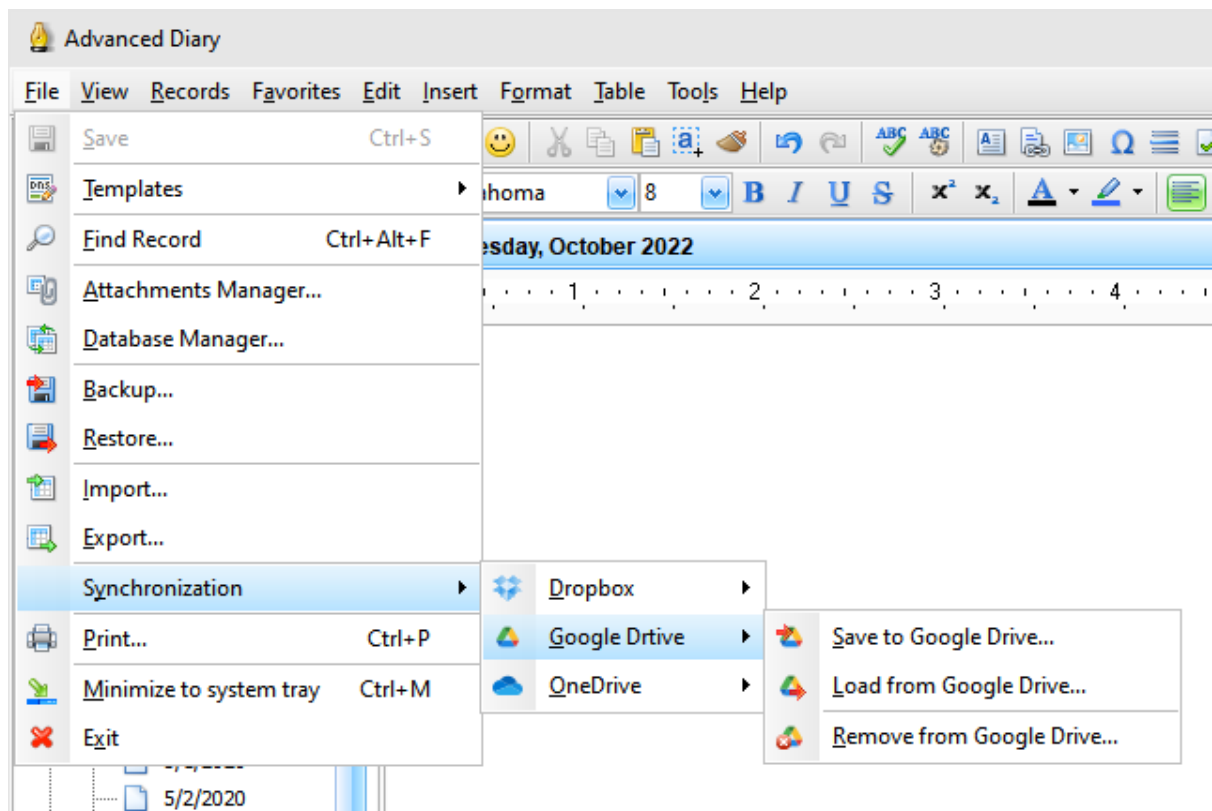 Advanced Diary
File View Records Favorites Edit Insert Format Table Tools Help
Save Ctrl+S
ABC ABC
Templates
8 B I U S x² x₂ A
Find Record Ctrl+Alt+F
October 2022
Attachments Manager...
1 2 3 4
Database Manager...
Backup...
Restore...
Import...
Export...
Synchronization
Dropbox
Google Drtive
OneDrive
Save to Google Drive...
Load from Google Drive...
Remove from Google Drive...
Print... Ctrl+P
Minimize to system tray Ctrl+M
Exit
5/2/2020